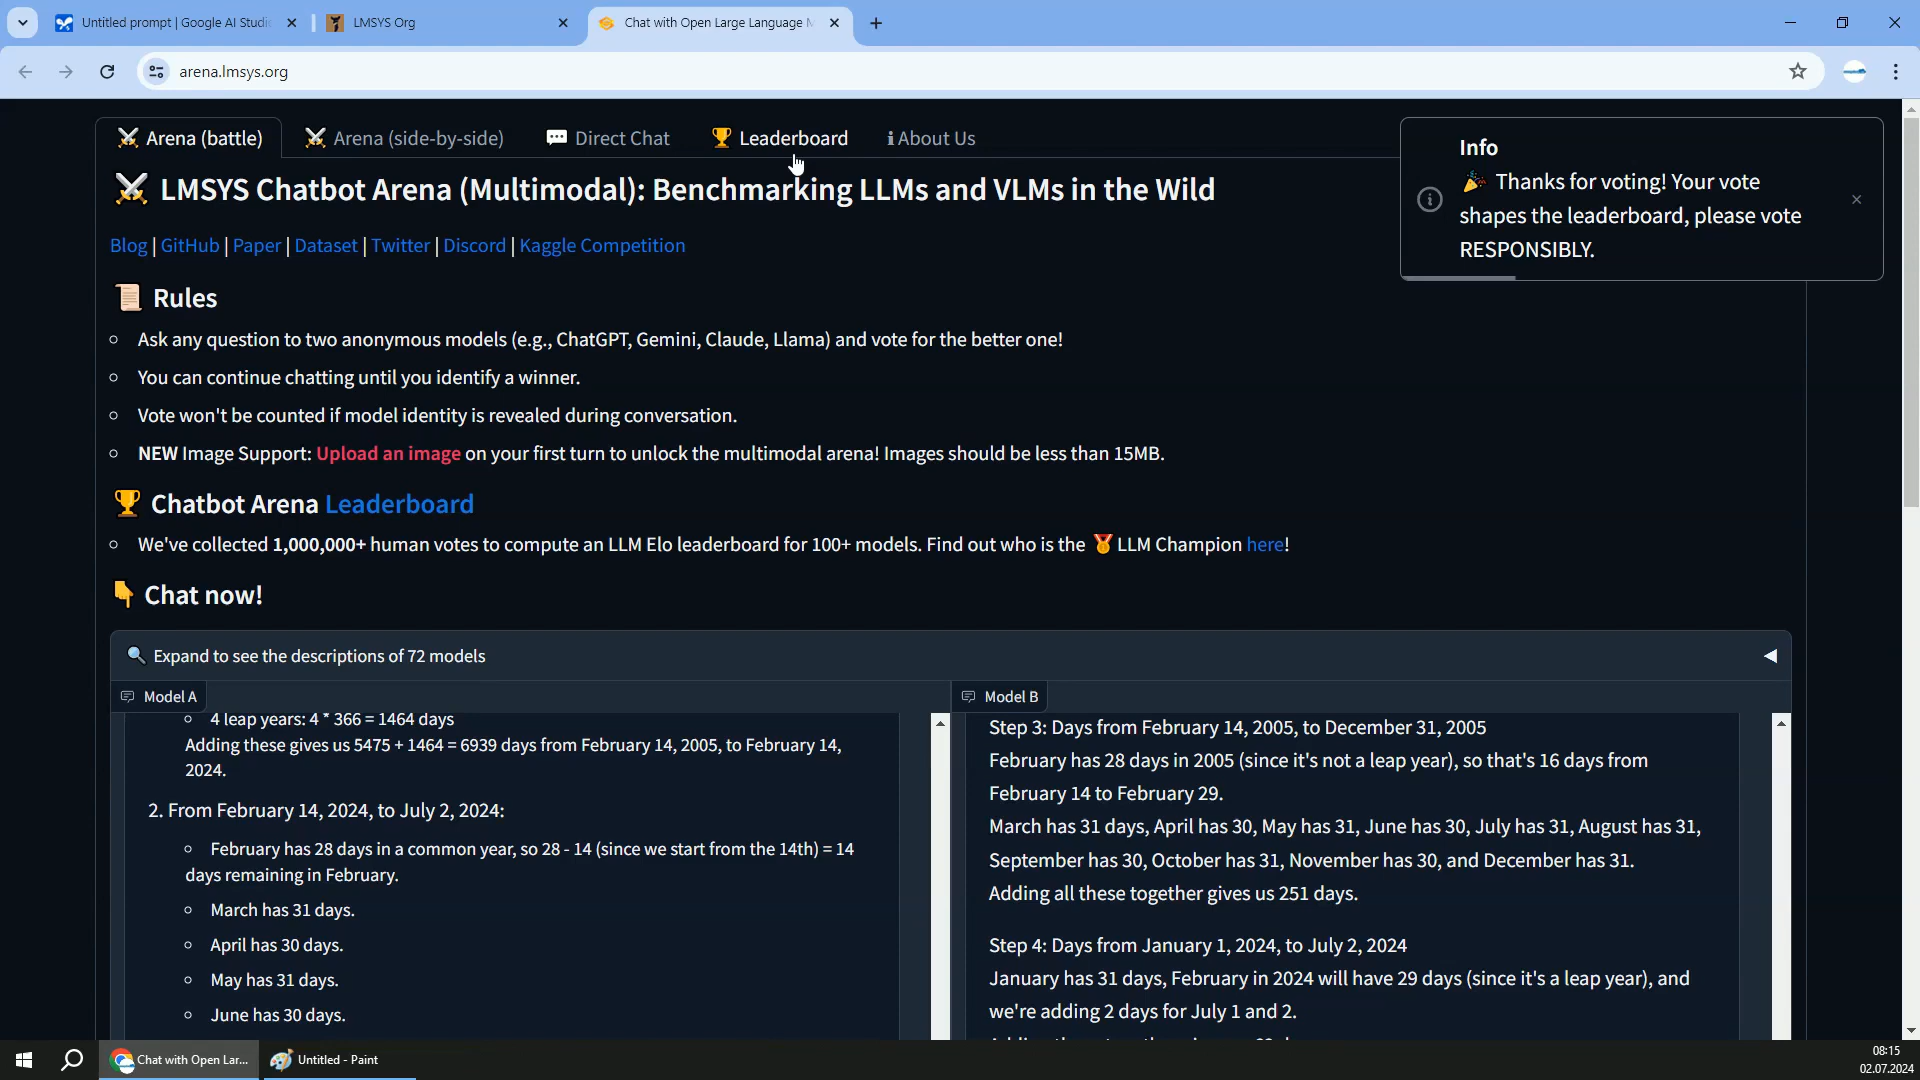 Untitled prompt | Google AI Studi
LMSYS Org
Chat with Open Large Language M
arena.lmsys.org
Arena (battle)
Arena (side-by-side)
Direct Chat
Leaderboard
ℹ About Us
Info
🎉 Thanks for voting! Your vote
shapes the leaderboard, please vote
RESPONSIBLY.
LMSYS Chatbot Arena (Multimodal): Benchmarking LLMs and VLMs in the Wild
Blog | GitHub | Paper | Dataset | Twitter | Discord | Kaggle Competition
Rules
Ask any question to two anonymous models (e.g., ChatGPT, Gemini, Claude, Llama) and vote for the better one!
You can continue chatting until you identify a winner.
Vote won't be counted if model identity is revealed during conversation.
NEW Image Support: Upload an image on your first turn to unlock the multimodal arena! Images should be less than 15MB.
Chatbot Arena Leaderboard
We've collected 1,000,000+ human votes to compute an LLM Elo leaderboard for 100+ models. Find out who is the 🥇LLM Champion here!
Chat now!
Expand to see the descriptions of 72 models
Model A
4 leap years: 4 * 366 = 1464 days
Adding these gives us 5475 + 1464 = 6939 days from February 14, 2005, to February 14,
2024.
2. From February 14, 2024, to July 2, 2024:
February has 28 days in a common year, so 28 - 14 (since we start from the 14th) = 14
days remaining in February.
March has 31 days.
April has 30 days.
May has 31 days.
June has 30 days.
Model B
Step 3: Days from February 14, 2005, to December 31, 2005
February has 28 days in 2005 (since it's not a leap year), so that's 16 days from
February 14 to February 29.
March has 31 days, April has 30, May has 31, June has 30, July has 31, August has 31,
September has 30, October has 31, November has 30, and December has 31.
Adding all these together gives us 251 days.
Step 4: Days from January 1, 2024, to July 2, 2024
January has 31 days, February in 2024 will have 29 days (since it's a leap year), and
we're adding 2 days for July 1 and 2.
Chat with Open Lar...
Untitled - Paint
08:15
02.07.2024